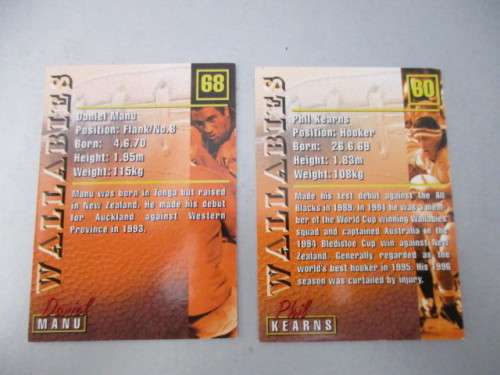 WALLABIES
68
Daniel Manu
Position: Flank/No.8
Born: 4.6.70
Height: 1.95m
Weight: 115kg
Manu was born in Tonga but raised
in New Zealand. He made his debut
for Auckland against Western
Province in 1993.
Daniel
MANU
WALLABIES
60
Phil Kearns
Position: Hooker
Born: 28.6.69
Height: 1.83m
Weight: 108kg
Made his test debut against the All
Blacks in 1989. In 1991 he was a mem-
ber of the World Cup winning Wallabies
squad and captained Australia in the
1994 Bledisloe Cup win against New
Zealand. Generally regarded as the
world's best hooker in 1995. His 1996
season was curtailed by injury.
Phil
KEARNS